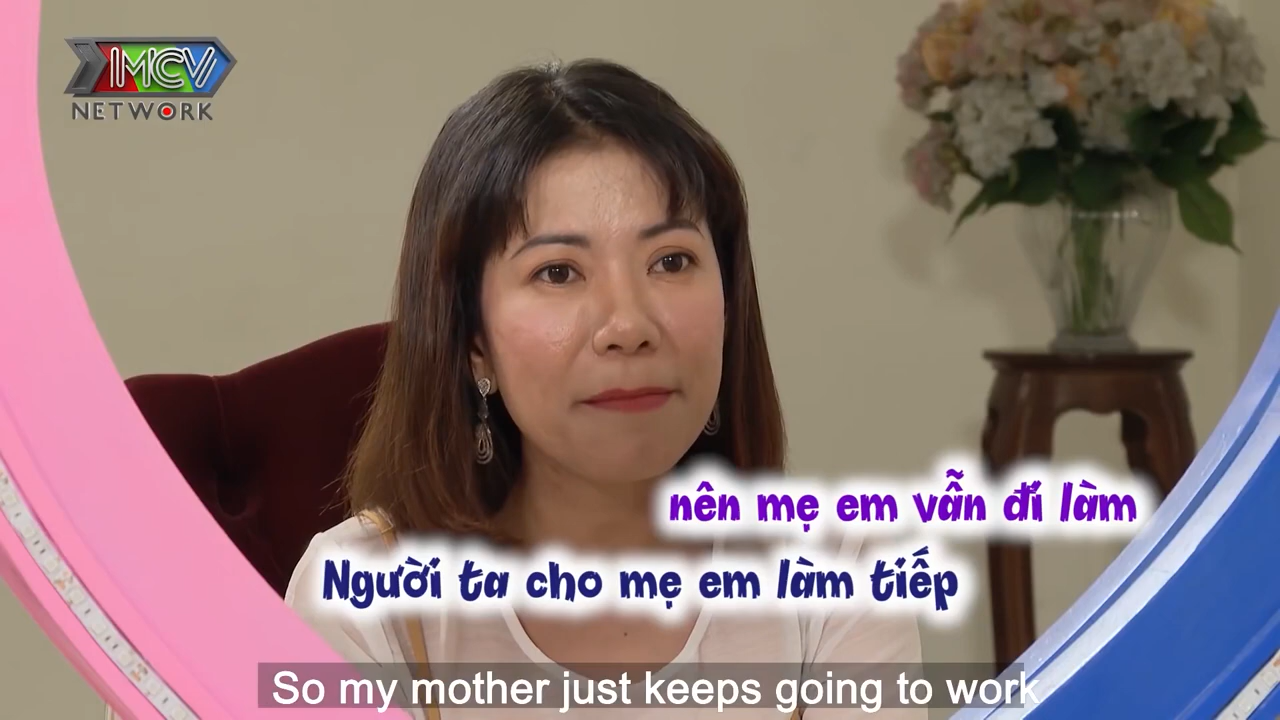 MCV
NETWORK
nên mẹ em vẫn đi làm
Người ta cho mẹ em làm tiếp
So my mother just keeps going to work